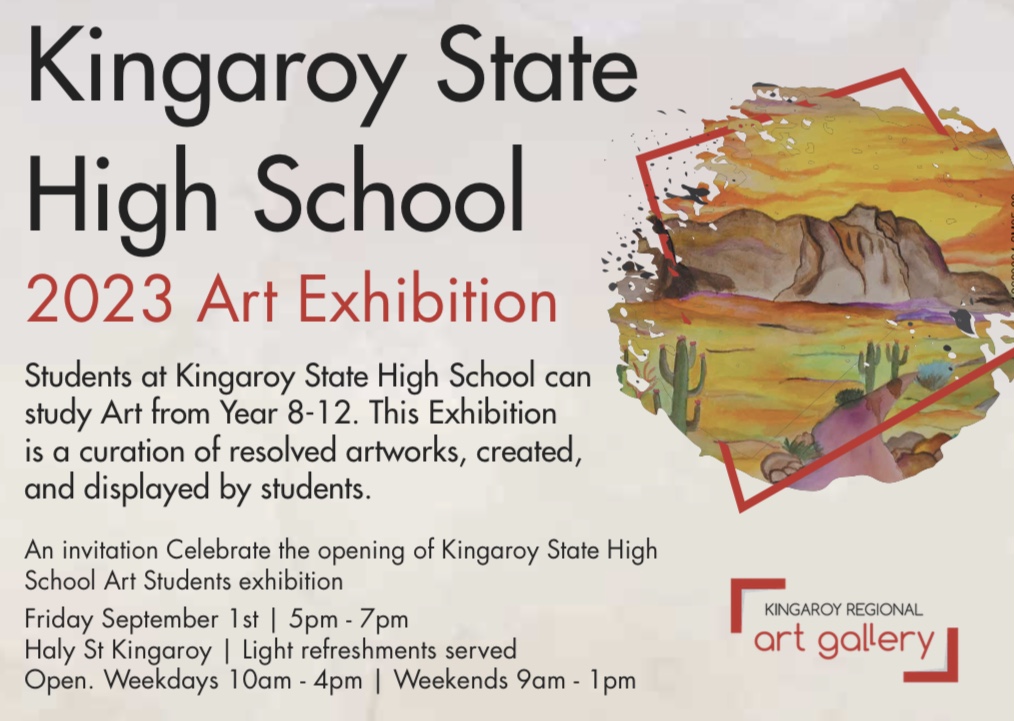 Kingaroy State
High School
2023 Art Exhibition
Students at Kingaroy State High School can
study Art from Year 8-12. This Exhibition
is a curation of resolved artworks, created,
and displayed by students.
An invitation Celebrate the opening of Kingaroy State High
School Art Students exhibition
Friday September 1st | 5pm - 7pm
Haly St Kingaroy | Light refreshments served
Open. Weekdays 10am - 4pm | Weekends 9am - 1pm
KINGAROY REGIONAL
art gallery